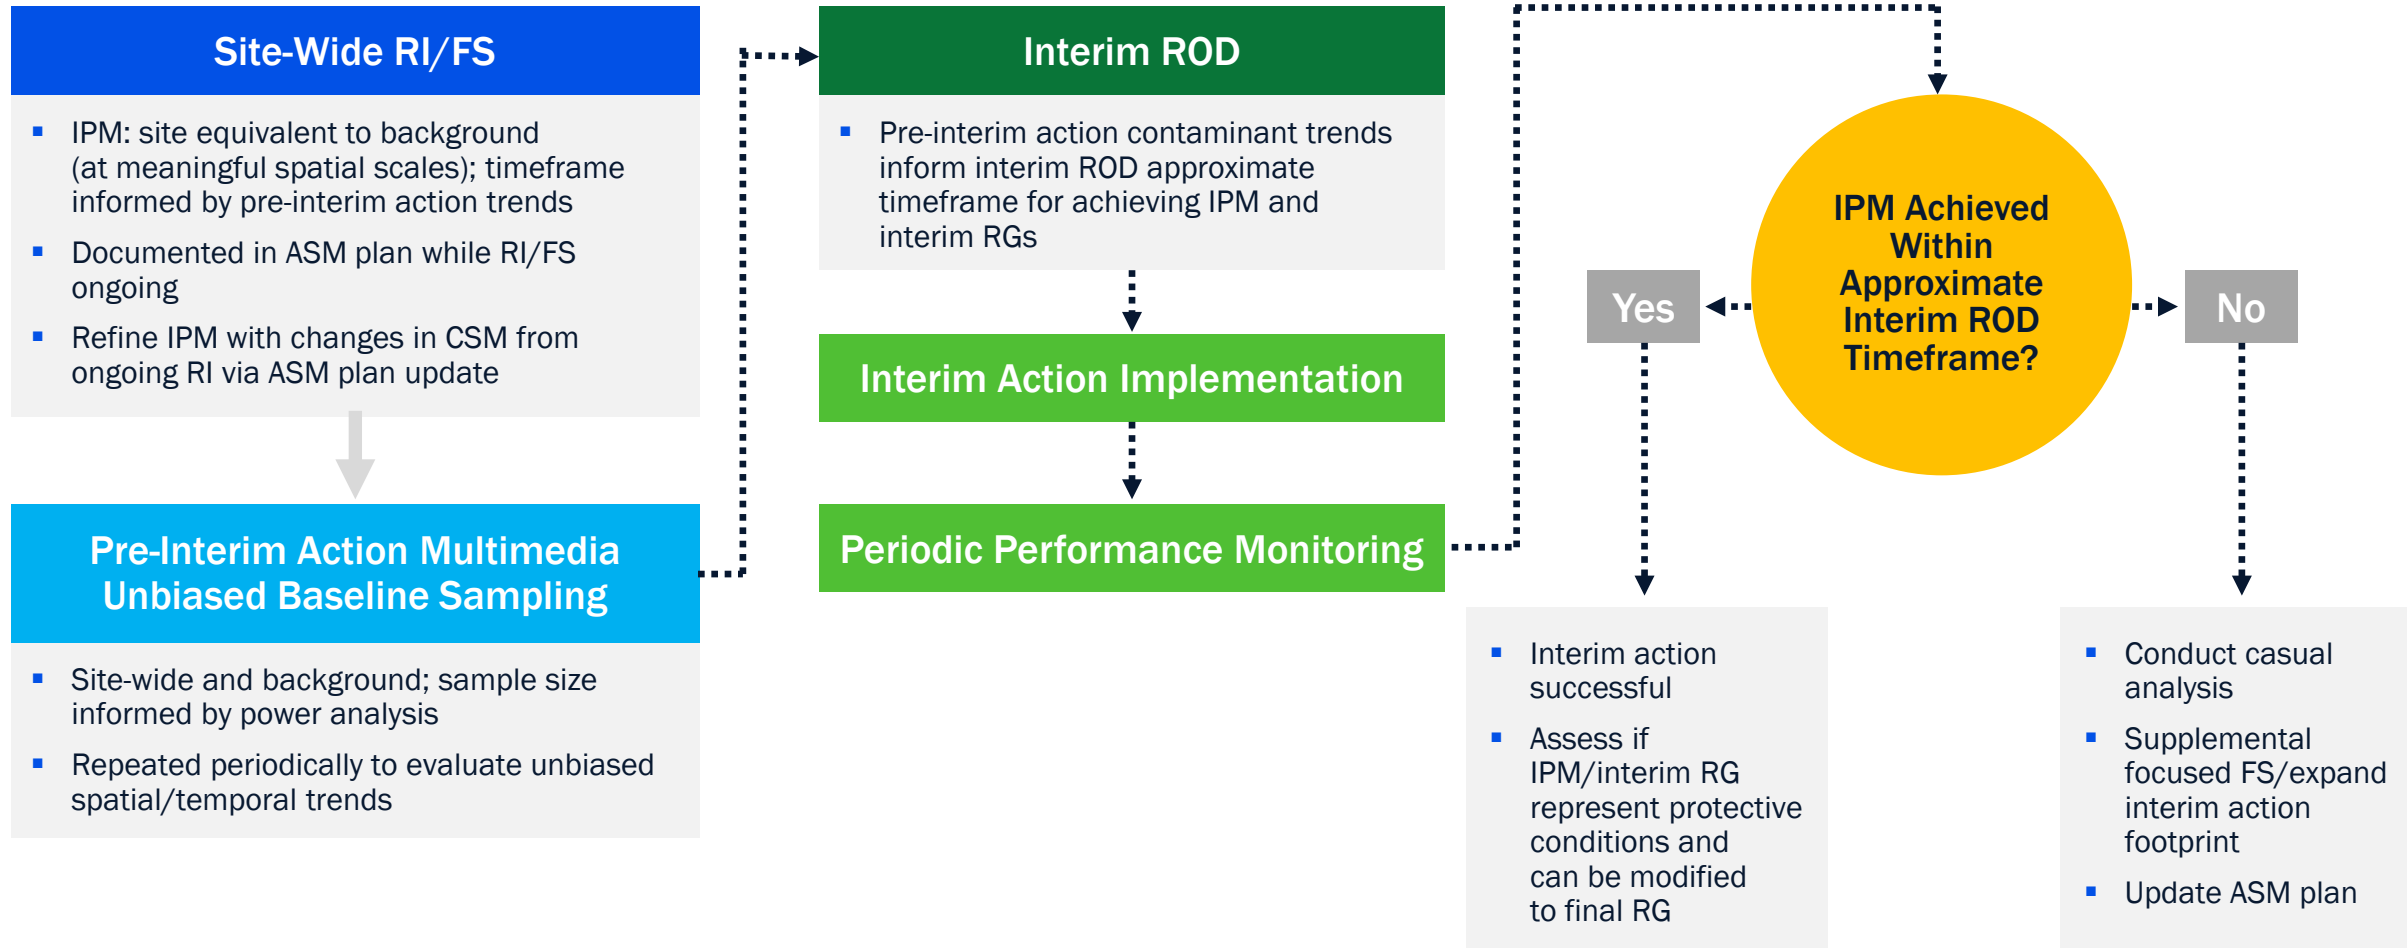 Site-Wide RI/FS
▪ IPM: site equivalent to background
(at meaningful spatial scales); timeframe
informed by pre-interim action trends
▪ Documented in ASM plan while RI/FS
ongoing
▪ Refine IPM with changes in CSM from
ongoing RI via ASM plan update
Pre-Interim Action Multimedia
Unbiased Baseline Sampling
▪ Site-wide and background; sample size
informed by power analysis
▪ Repeated periodically to evaluate unbiased
spatial/temporal trends
Interim ROD
▪ Pre-interim action contaminant trends
inform interim ROD approximate
timeframe for achieving IPM and
interim RGs
Interim Action Implementation
Periodic Performance Monitoring
IPM Achieved
Within
Approximate
Interim ROD
Timeframe?
Yes
▪ Interim action
successful
▪ Assess if
IPM/interim RG
represent protective
conditions and
can be modified
to final RG
No
▪ Conduct casual
analysis
▪ Supplemental
focused FS/expand
interim action
footprint
▪ Update ASM plan